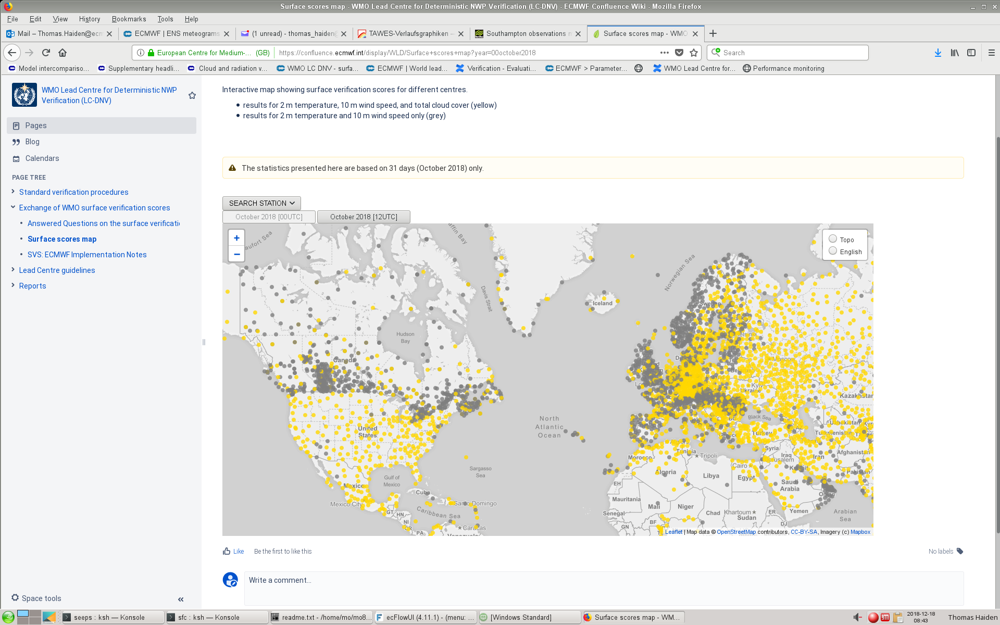 Surface scores map - WMO Lead Centre for Deterministic NWP Verification (LC-DNV) - ECMWF Confluence Wiki - Mozilla Firefox
File Edit View History Bookmarks Tools Help
Mail – Thomas.Haiden@ecm
ECMWF | ENS meteograms
(1 unread) - thomas_haiden@
TAWES-Verlaufsgraphiken –
Southampton observations
Surface scores map - WMO
European Centre for Medium-... (GB)
https://confluence.ecmwf.int/display/WLD/Surface+scores+map?year=00october2018
Search
Model intercompariso...
Supplementary headli...
Cloud and radiation v...
WMO LC DNV - surfa...
ECMWF | World lead...
Verification - Evaluati...
ECMWF > Parameter...
WMO Lead Centre for...
Performance monitoring
WMO Lead Centre for Deterministic NWP
Verification (LC-DNV)
Pages
Blog
Calendars
PAGE TREE
Standard verification procedures
Exchange of WMO surface verification scores
Answered Questions on the surface verificati
Surface scores map
SVS: ECMWF Implementation Notes
Lead Centre guidelines
Reports
Space tools
«
Interactive map showing surface verification scores for different centres.
• results for 2 m temperature, 10 m wind speed, and total cloud cover (yellow)
• results for 2 m temperature and 10 m wind speed only (grey)
The statistics presented here are based on 31 days (October 2018) only.
SEARCH STATION
October 2018 [00UTC]
October 2018 [12UTC]
+
−
Topo
English
aufort Sea
affin Bay
Davis Strait
Norwegian Sea
Iceland
Sweden
Hudson
Bay
Canada
Moscow
Kyiv
Ukraine
Kazakhstan
North
Atlantic
Ocean
United
States
Black Sea
Uzbekistan
Turkmenistan
Turkey
Syria
Iraq
Iran
Afghanistan
Pakistan
Morocco
Tunisia
Tripoli
Cairo
Algeria
Libya
Egypt
Saudi
Arabia
Sargasso
Sea
Gulf of
Mexico
Mexico
Mexico City
Cuba
Santo Domingo
Caribbean Sea
Caracas
EH
Mauritania
Mali
Niger
Chad
Khartoum
Sudan
ER
Yemen
Arabian
Sea
Senegal
GN
BF
DJ
GT
HN
NI
CR
PA
Leaflet | Map data © OpenStreetMap contributors, CC-BY-SA, Imagery (c) Mapbox
Like
Be the first to like this
No labels
Write a comment...
seeps : ksh — Konsole
sfc : ksh — Konsole
readme.txt - /home/mo/mo8...
ecFlowUI (4.11.1) - (menu: ...
[Windows Standard]
Surface scores map - WM...
2018-12-18
08:43
Thomas Haiden